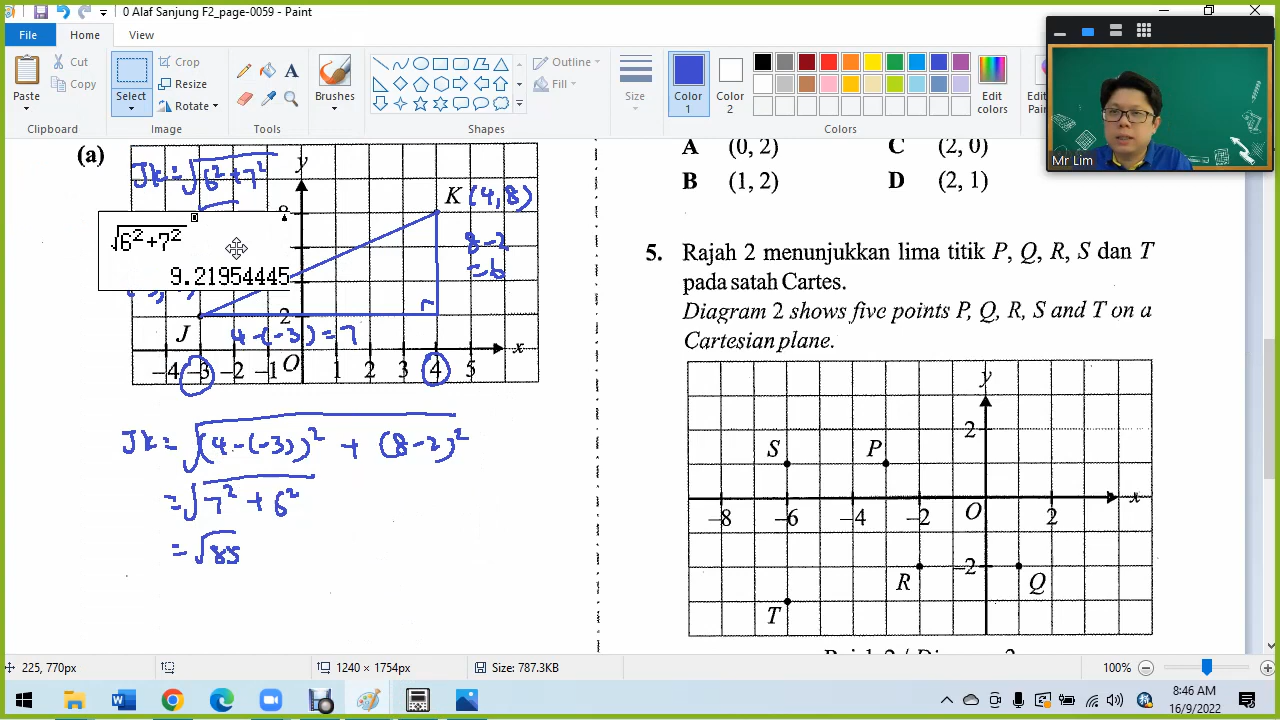 0 Alaf Sanjung F2_page-0059 - Paint
File Home View
Paste
Cut
Copy
Clipboard
Select
Crop
Resize
Rotate
Image
Tools
Brushes
Outline
Fill
Shapes
Size
Color 1
Color 2
Edit colors
Colors
Mr Lim
(a)
JK = √6² + 7²
y
K (4, 8)
√6²+7²
9.21954445
8 - 2
= 6
2
J
4 - (-3) = 7
x
-4 -3 -2 -1 O 1 2 3 4 5
JK = √(4 - (-3))² + (8 - 2)²
= √7² + 6²
= √85
A (0, 2) C (2, 0)
B (1, 2) D (2, 1)
5. Rajah 2 menunjukkan lima titik P, Q, R, S dan T
pada satah Cartes.
Diagram 2 shows five points P, Q, R, S and T on a
Cartesian plane.
y
2
S P
x
-8 -6 -4 -2 O 2
-2
R Q
T
225, 770px
1240 × 1754px
Size: 787.3KB
100%
8:46 AM
16/9/2022